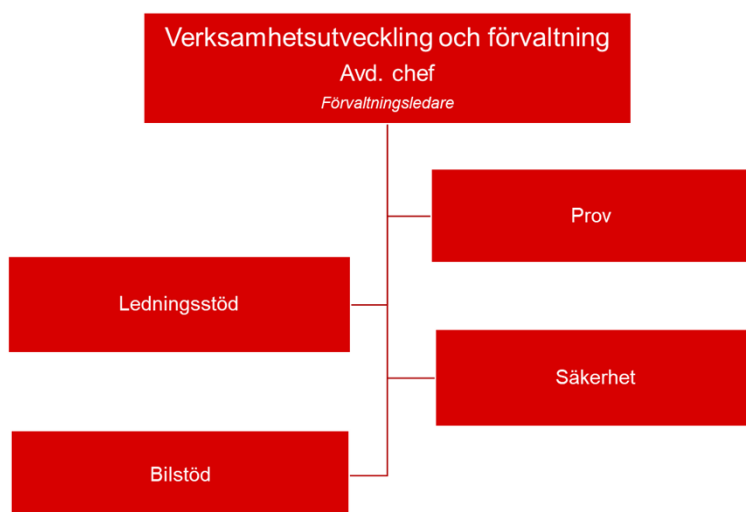 Verksamhetsutveckling och förvaltning
Avd. chef
Förvaltningsledare
Prov
Ledningsstöd
Säkerhet
Bilstöd